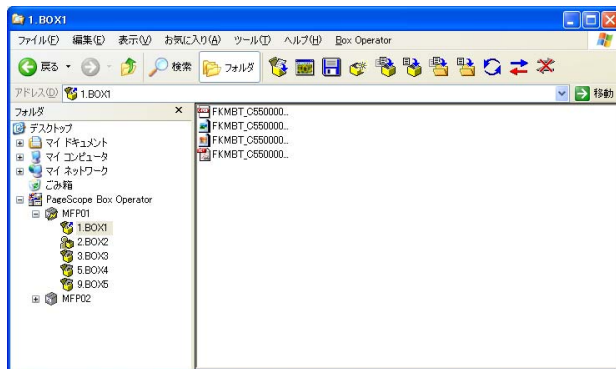 1.BOX1
ファイル(F) 編集(E) 表示(V) お気に入り(A) ツール(T) ヘルプ(H) Box Operator
戻る 検索 フォルダ
アドレス(D) 1.BOX1 移動
フォルダ ×
デスクトップ
マイ ドキュメント
マイ コンピュータ
マイ ネットワーク
ごみ箱
PageScope Box Operator
MFP01
1.BOX1
2.BOX2
3.BOX3
5.BOX4
9.BOX5
MFP02
FKMBT_C550000...
FKMBT_C550000...
FKMBT_C550000...
FKMBT_C550000...